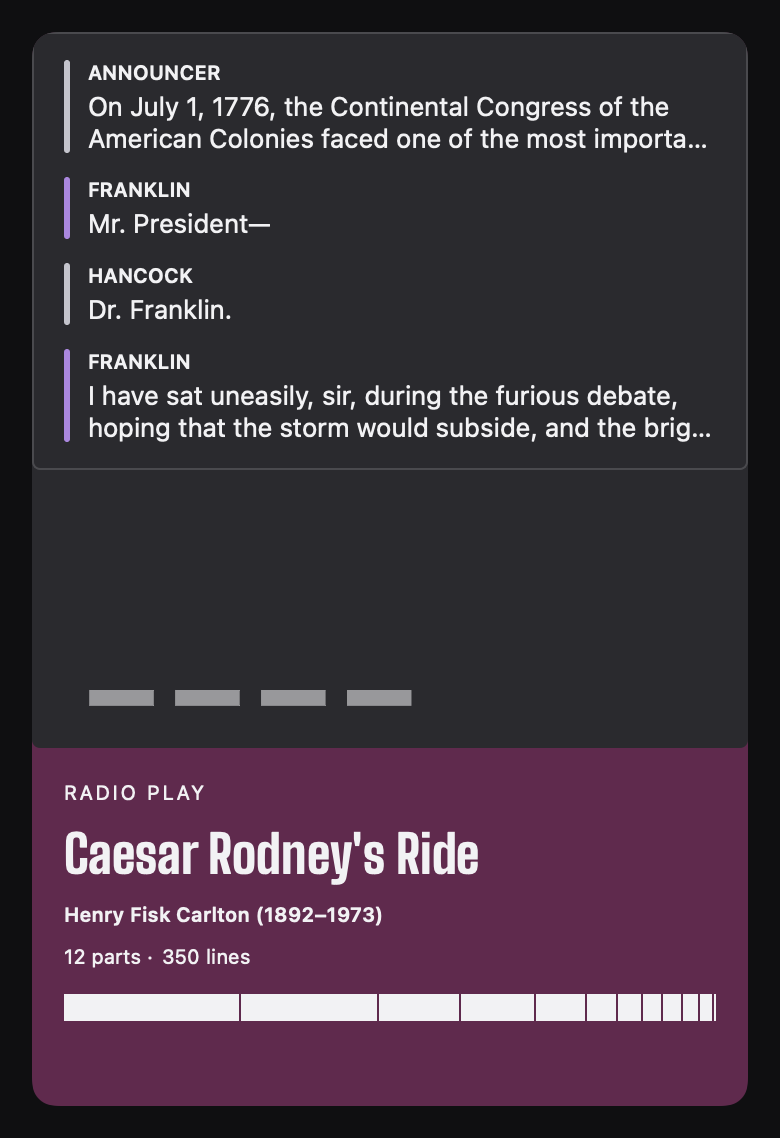 ANNOUNCER
On July 1, 1776, the Continental Congress of the
American Colonies faced one of the most importa...
FRANKLIN
Mr. President—
HANCOCK
Dr. Franklin.
FRANKLIN
I have sat uneasily, sir, during the furious debate,
hoping that the storm would subside, and the brig...
RADIO PLAY
Caesar Rodney's Ride
Henry Fisk Carlton (1892–1973)
12 parts · 350 lines